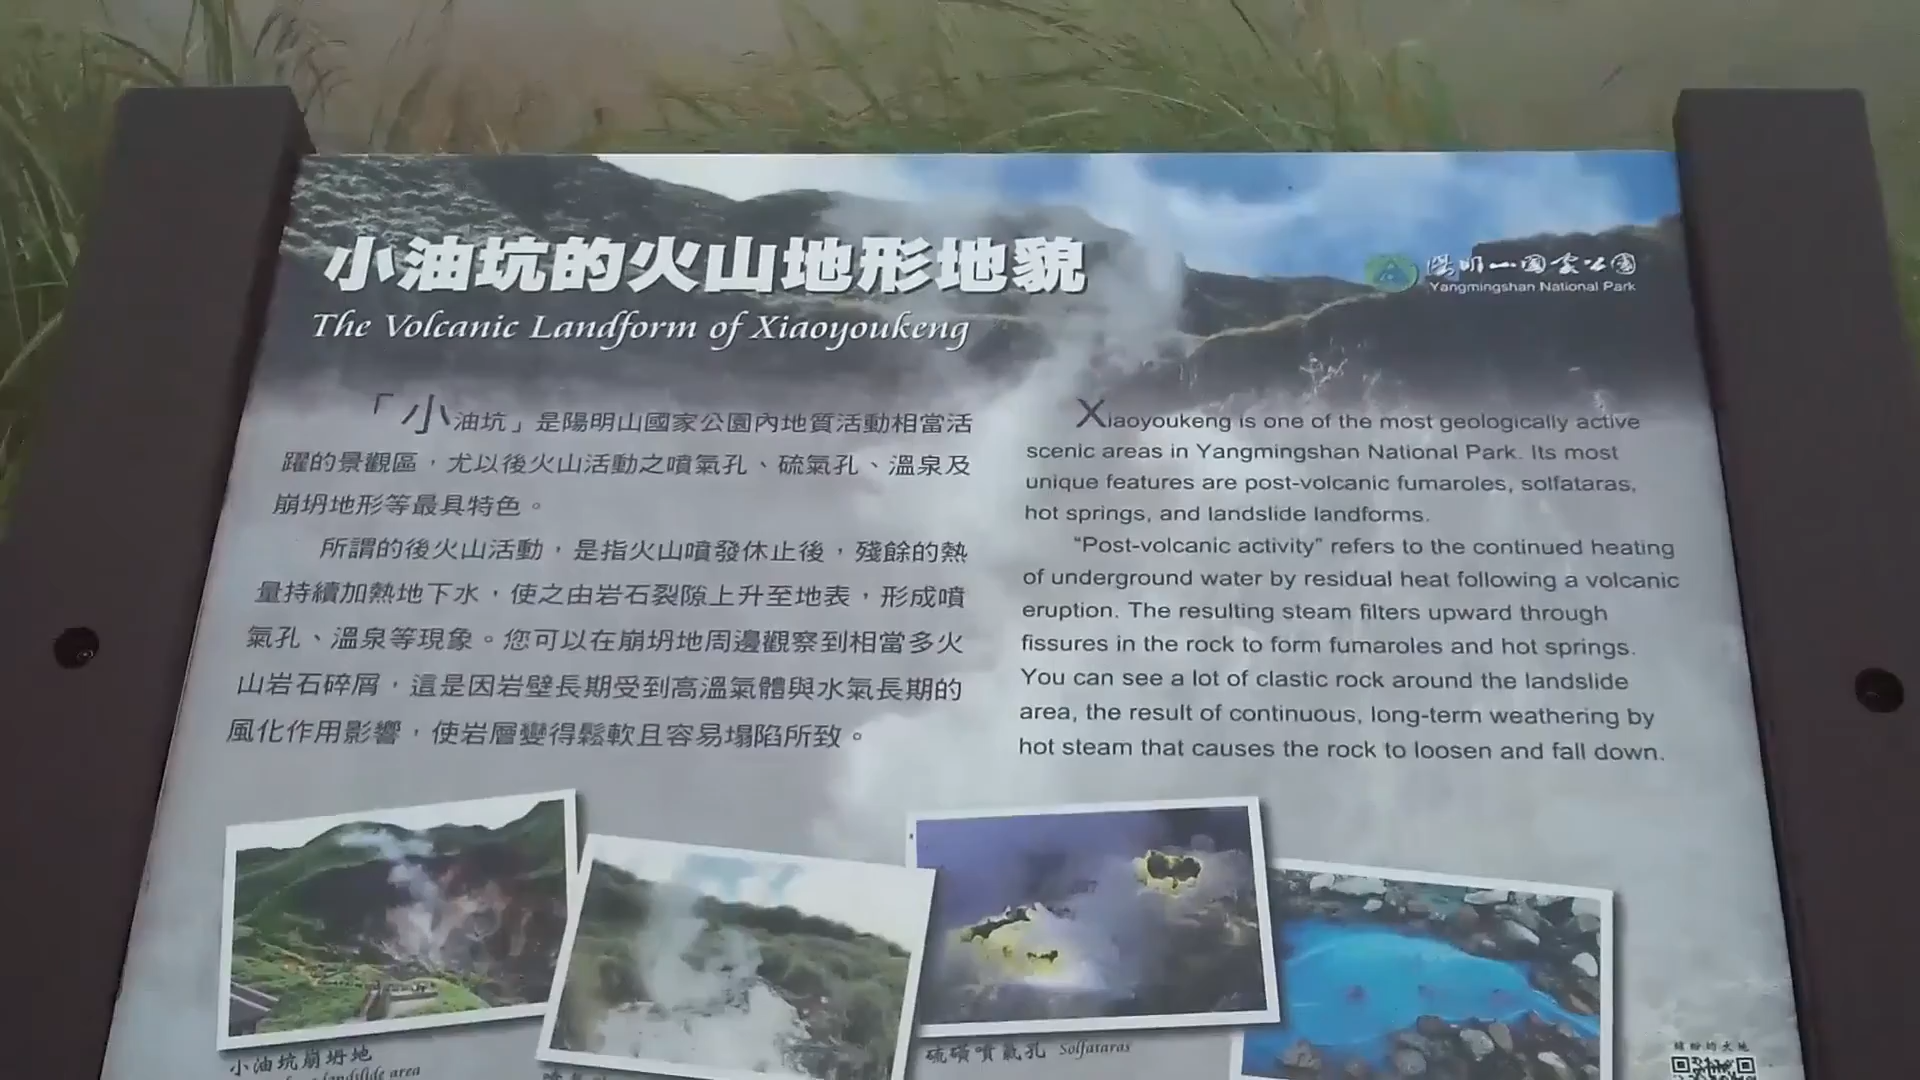 小油坑的火山地形地貌
The Volcanic Landform of Xiaoyoukeng
陽明山國家公園
Yangmingshan National Park
「小油坑」是陽明山國家公園內地質活動相當活
躍的景觀區，尤以後火山活動之噴氣孔、硫氣孔、溫泉及
崩坍地形等最具特色。
所謂的後火山活動，是指火山噴發休止後，殘餘的熱
量持續加熱地下水，使之由岩石裂隙上升至地表，形成噴
氣孔、溫泉等現象。您可以在崩坍地周邊觀察到相當多火
山岩石碎屑，這是因岩壁長期受到高溫氣體與水氣長期的
風化作用影響，使岩層變得鬆軟且容易塌陷所致。
Xiaoyoukeng is one of the most geologically active
scenic areas in Yangmingshan National Park. Its most
unique features are post-volcanic fumaroles, solfataras,
hot springs, and landslide landforms.
"Post-volcanic activity" refers to the continued heating
of underground water by residual heat following a volcanic
eruption. The resulting steam filters upward through
fissures in the rock to form fumaroles and hot springs.
You can see a lot of clastic rock around the landslide
area, the result of continuous, long-term weathering by
hot steam that causes the rock to loosen and fall down.
小油坑崩坍地
landslide area
硫磺噴氣孔 Solfataras
繽紛的大地